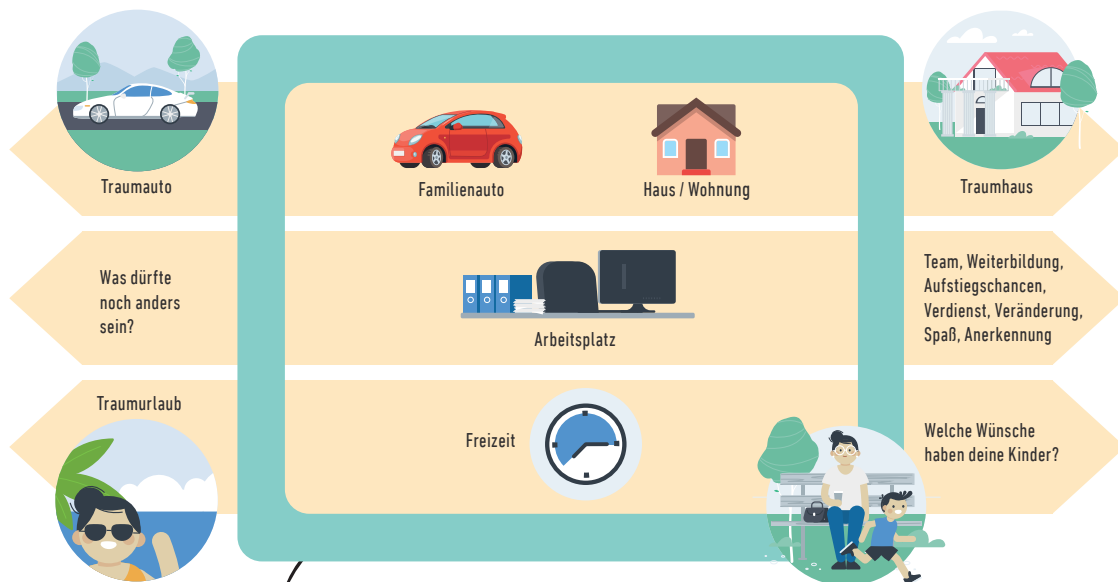 Traumauto
Familienauto
Haus / Wohnung
Traumhaus
Was dürfte
noch anders
sein?
Arbeitsplatz
Team, Weiterbildung,
Aufstiegschancen,
Verdienst, Veränderung,
Spaß, Anerkennung
Traumurlaub
Freizeit
Welche Wünsche
haben deine Kinder?